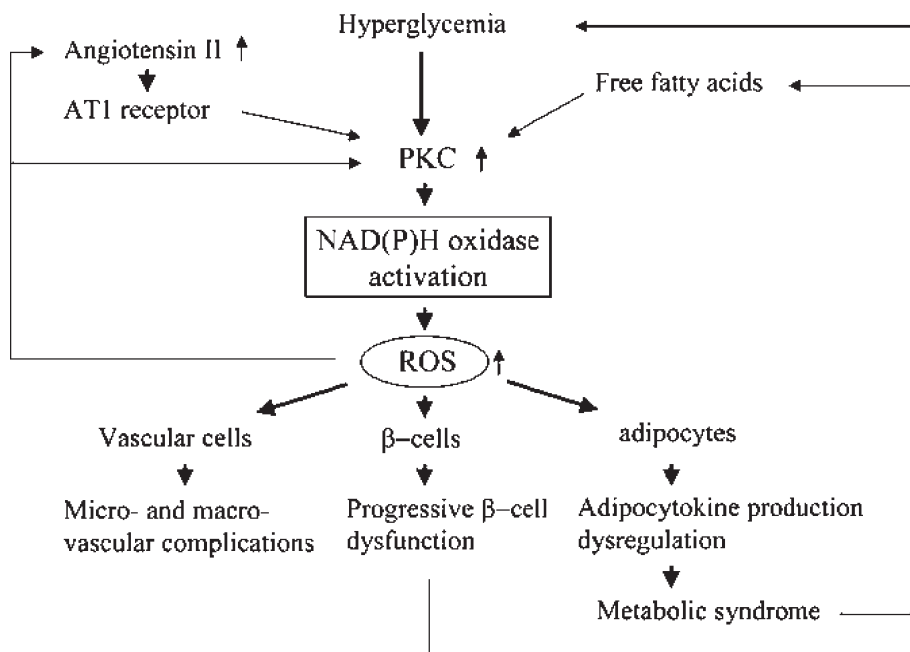 Hyperglycemia
Angiotensin II
AT1 receptor
Free fatty acids
PKC
NAD(P)H oxidase
activation
ROS
Vascular cells
β–cells
adipocytes
Micro- and macro-
vascular complications
Progressive β–cell
dysfunction
Adipocytokine production
dysregulation
Metabolic syndrome